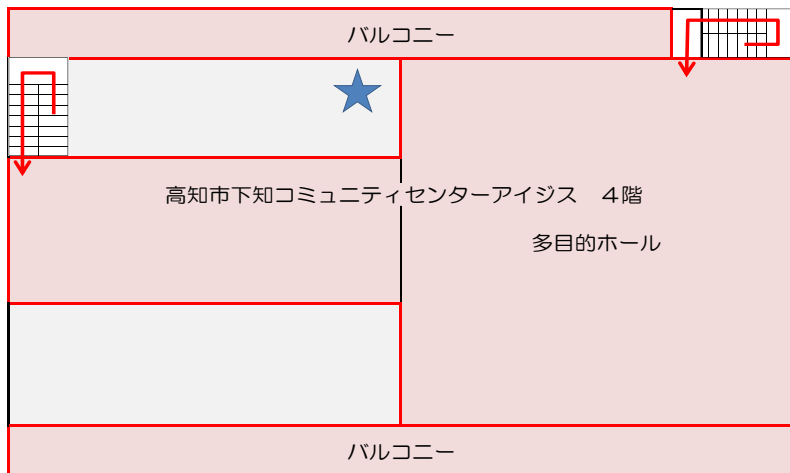 バルコニー
高知市下知コミュニティセンターアイジス　４階
多目的ホール
バルコニー